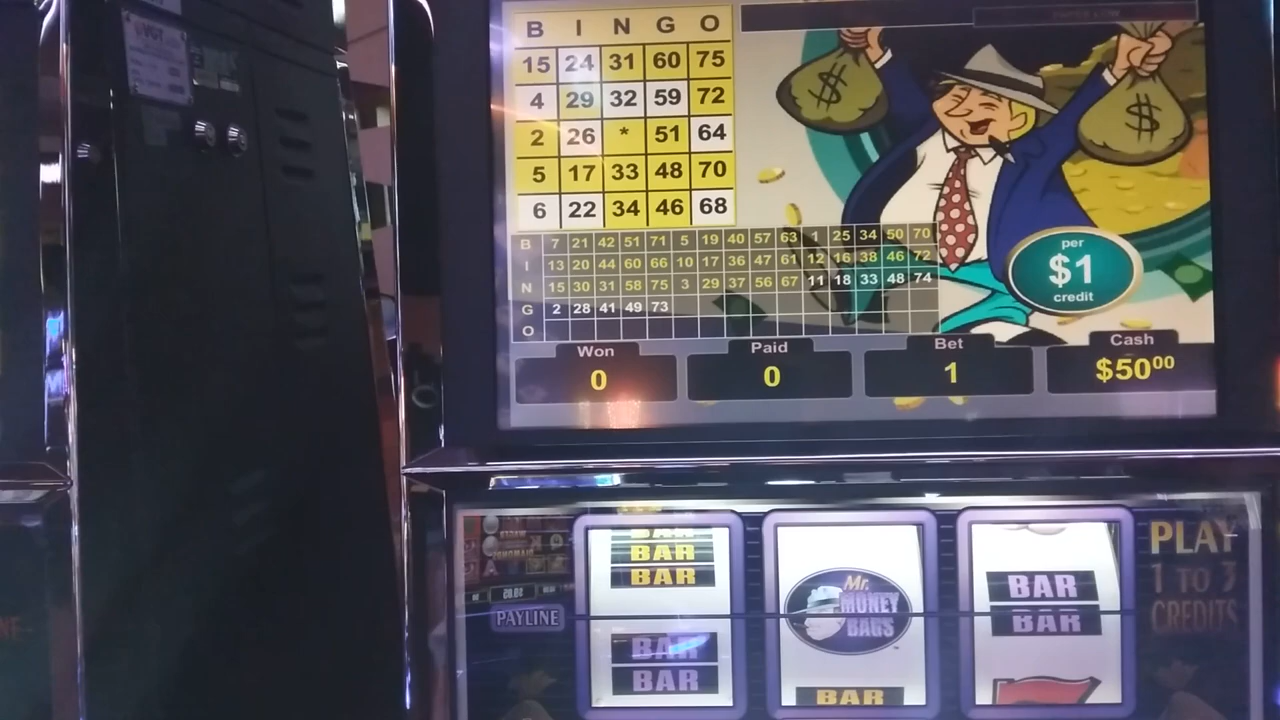 VGT
B I N G O
15 24 31 60 75
4 29 32 59 72
2 26 * 51 64
5 17 33 48 70
6 22 34 46 68
B 7 21 42 51 71 5 19 40 57 63 1 25 34 50 70
I 13 20 44 60 66 10 17 36 47 61 12 16 38 46 72
N 15 30 31 58 75 3 29 37 56 67 11 18 33 48 74
G 2 28 41 49 73
O
$
$
per
$1
credit
Won
0
Paid
0
Bet
1
Cash
$50⁰⁰
BAR
BAR
BAR
BAR
BAR
Mr.
MONEY
BAGS
BAR
BAR
BAR
PAYLINE
PLAY
1 TO 3
CREDITS